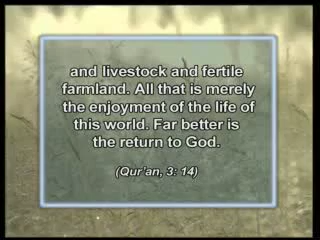 and livestock and fertile
farmland. All that is merely
the enjoyment of the life of
this world. Far better is
the return to God.
(Qur'an, 3: 14)